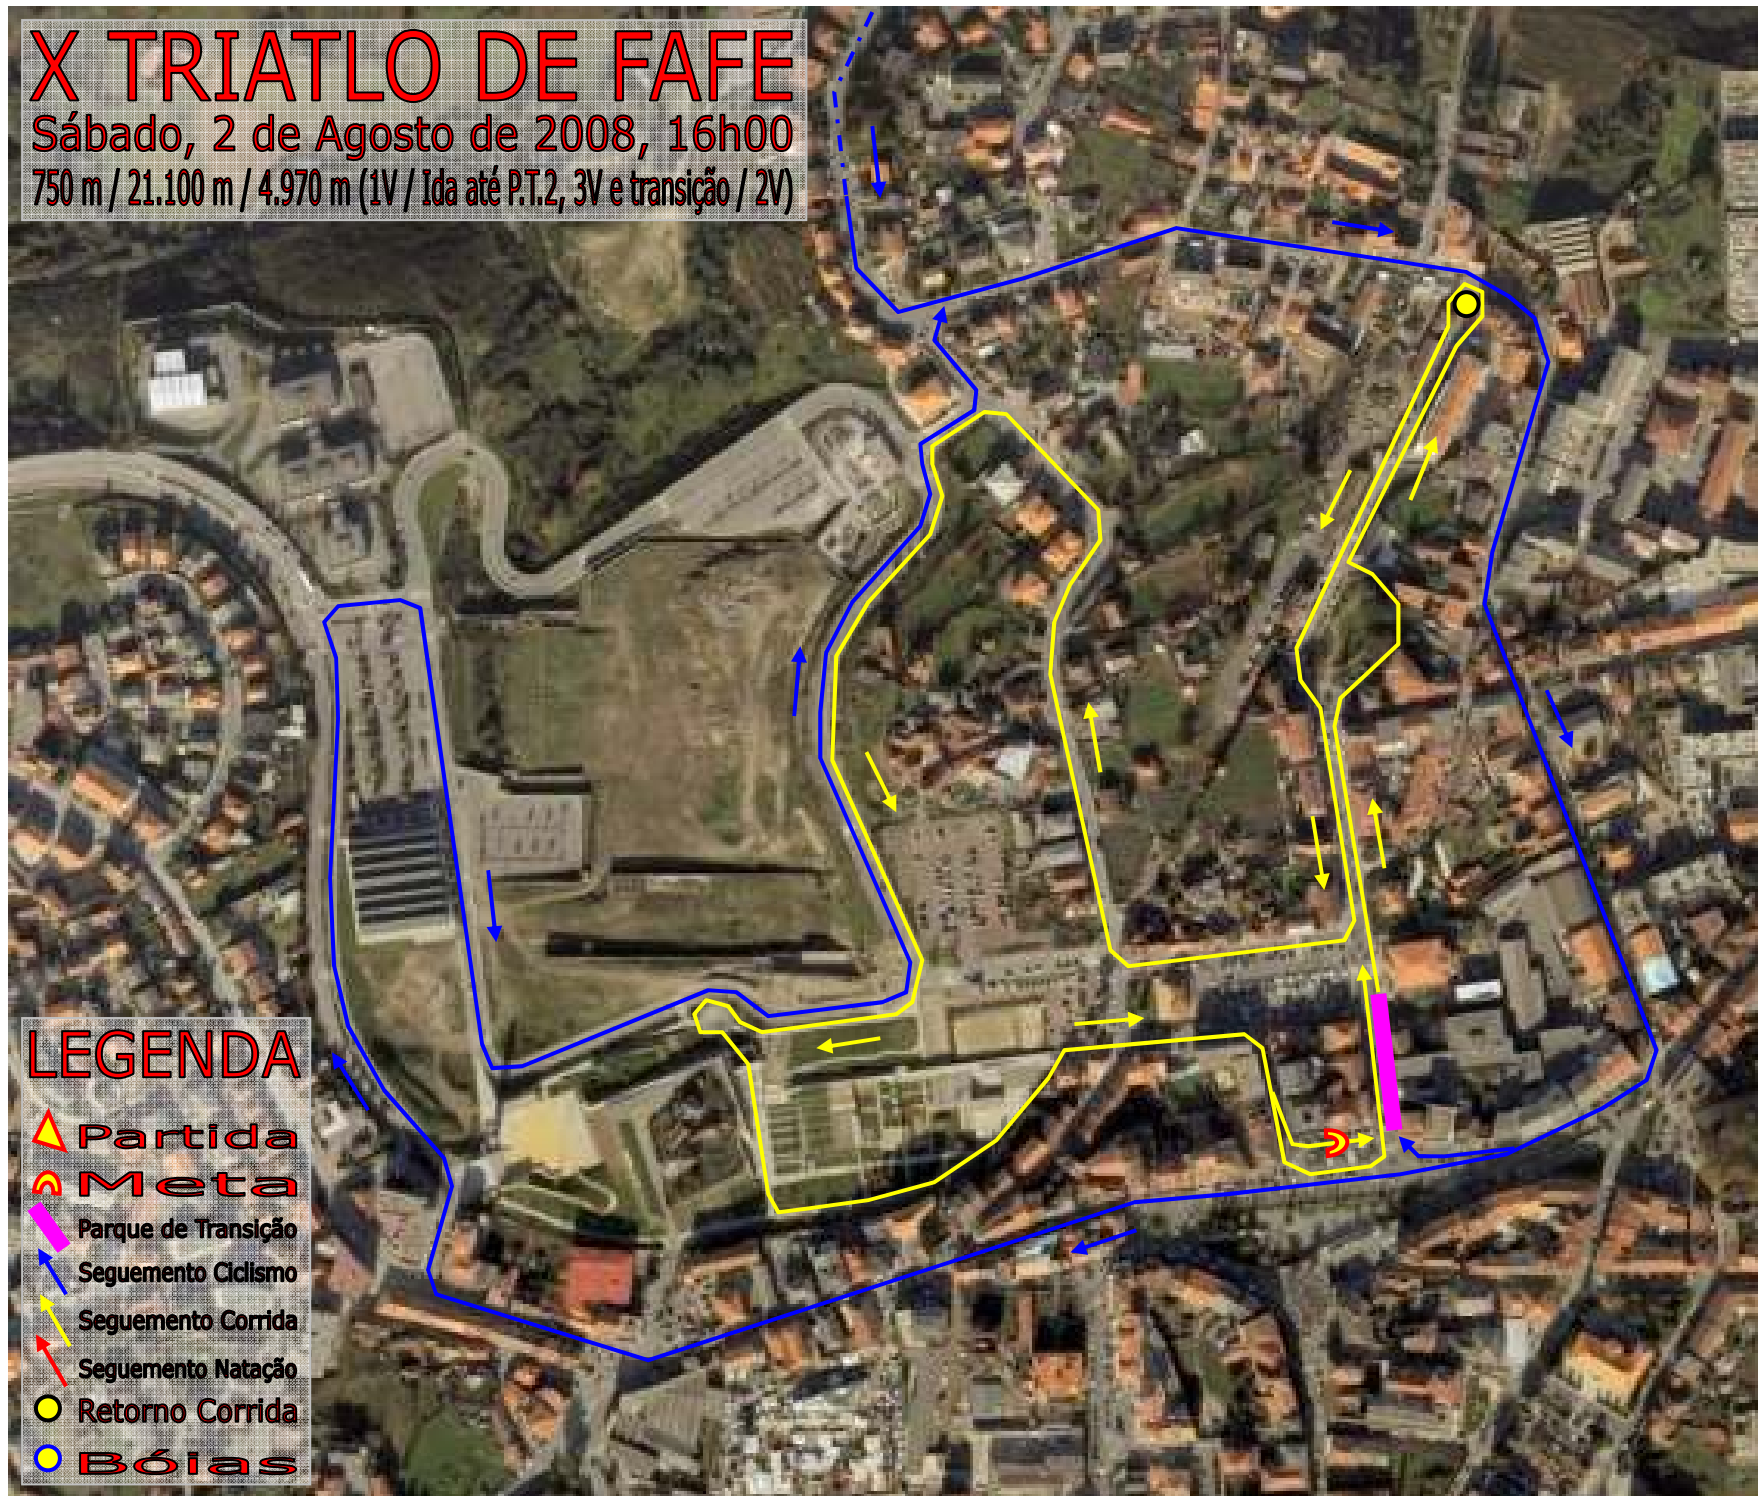 X TRIATLO DE FAFE
Sábado, 2 de Agosto de 2008, 16h00
750 m / 21.100 m / 4.970 m (1V / Ida até P.T.2, 3V e transição / 2V)
LEGENDA
Partida
Meta
Parque de Transição
Seguemento Ciclismo
Seguemento Corrida
Seguemento Natação
Retorno Corrida
Bóias